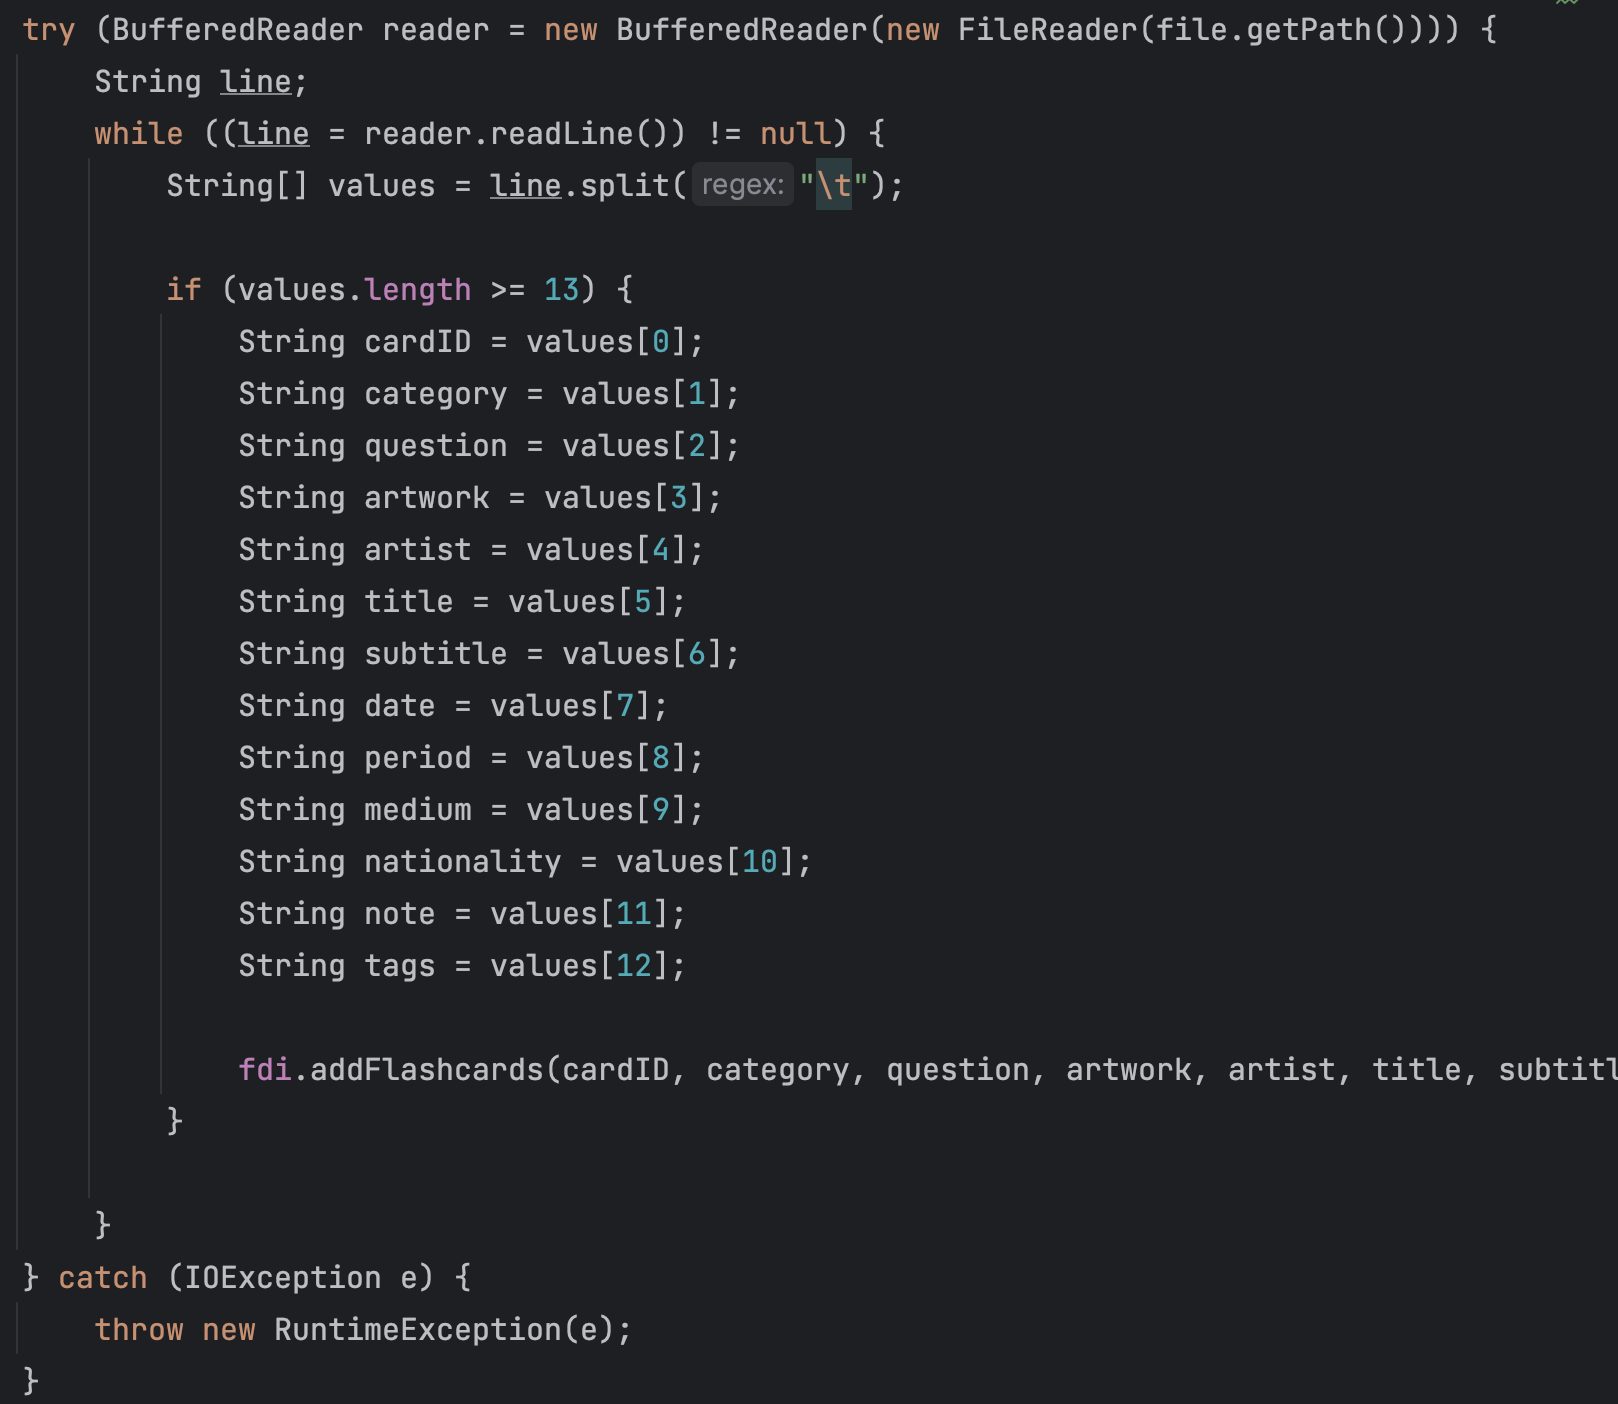 try (BufferedReader reader = new BufferedReader(new FileReader(file.getPath()))) {
String line;
while ((line = reader.readLine()) != null) {
String[] values = line.split( regex: "\t");
if (values.length >= 13) {
String cardID = values[0];
String category = values[1];
String question = values[2];
String artwork = values[3];
String artist = values[4];
String title = values[5];
String subtitle = values[6];
String date = values[7];
String period = values[8];
String medium = values[9];
String nationality = values[10];
String note = values[11];
String tags = values[12];
fdi.addFlashcards(cardID, category, question, artwork, artist, title, subtitl
}
}
} catch (IOException e) {
throw new RuntimeException(e);
}